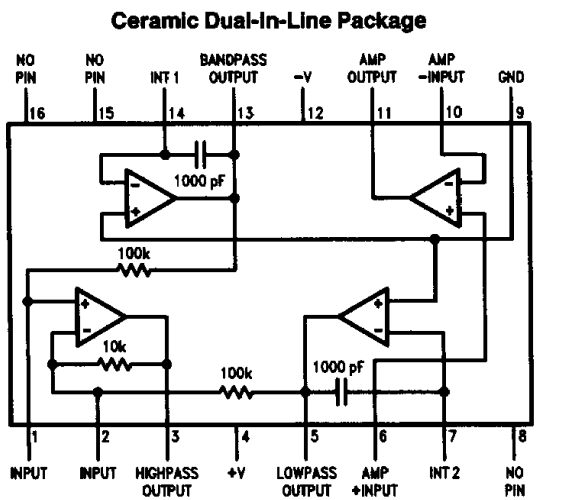 Ceramic Dual-In-Line Package
NO PIN
NO PIN
INT 1
BANDPASS OUTPUT
-V
AMP OUTPUT
AMP -INPUT
GND
16
15
14
13
12
11
10
9
1000 pF
-
+
-
+
100k
+
-
+
-
10k
100k
1000 pF
1
2
3
4
5
6
7
8
INPUT
INPUT
HIGHPASS OUTPUT
+V
LOWPASS OUTPUT
AMP +INPUT
INT 2
NO PIN